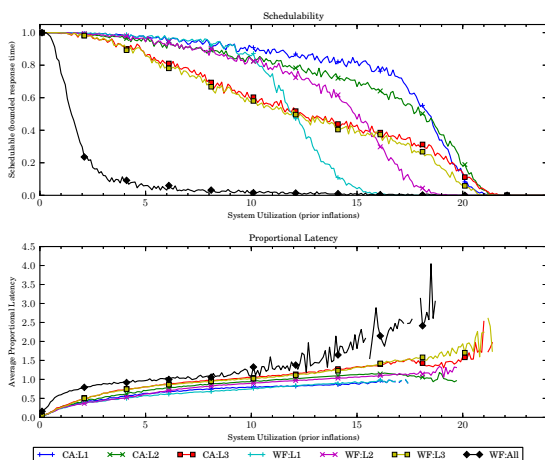 Schedulability
Schedulable (bounded response time)
1.0
0.8
0.6
0.4
0.2
0.0
0 5 10 15 20
System Utilization (prior inflations)
Proportional Latency
Average Proportional Latency
4.5
4.0
3.5
3.0
2.5
2.0
1.5
1.0
0.5
0.0
0 5 10 15 20
System Utilization (prior inflations)
CA:L1 CA:L2 CA:L3 WF:L1 WF:L2 WF:L3 WF:All